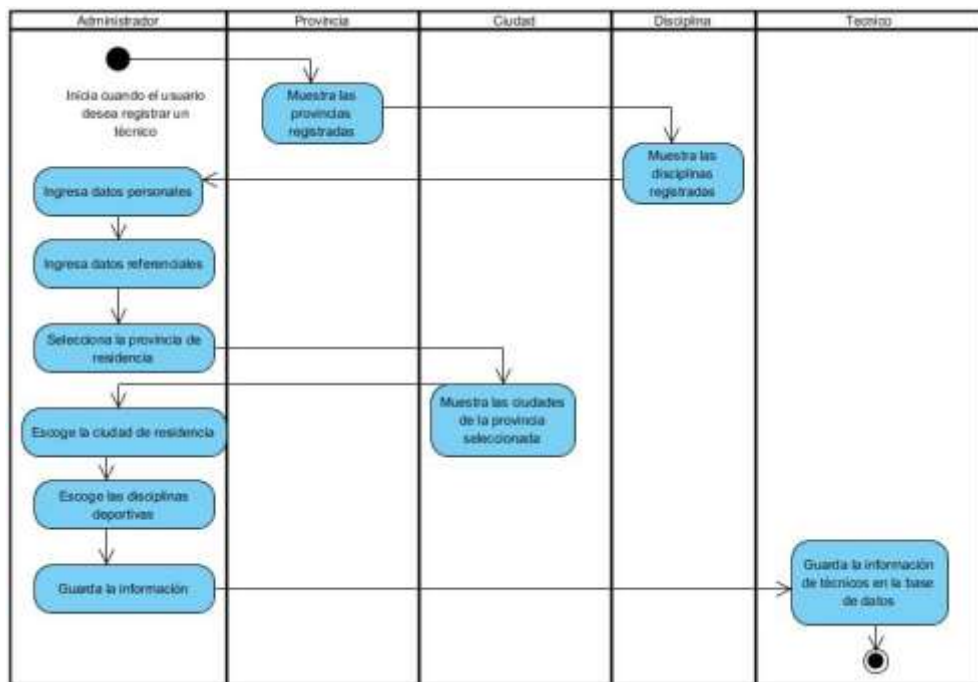 Administrador
Provincia
Ciudad
Disciplina
Tecnico
Inicia cuando el usuario
desea registrar un
técnico
Muestra las
provincias
registradas
Muestra las
disciplinas
registradas
Ingresa datos personales
Ingresa datos referenciales
Selecciona la provincia de
residencia
Muestra las ciudades
de la provincia
seleccionada
Escoge la ciudad de residencia
Escoge las disciplinas
deportivas
Guarda la información
Guarda la información
de técnicos en la base
de datos